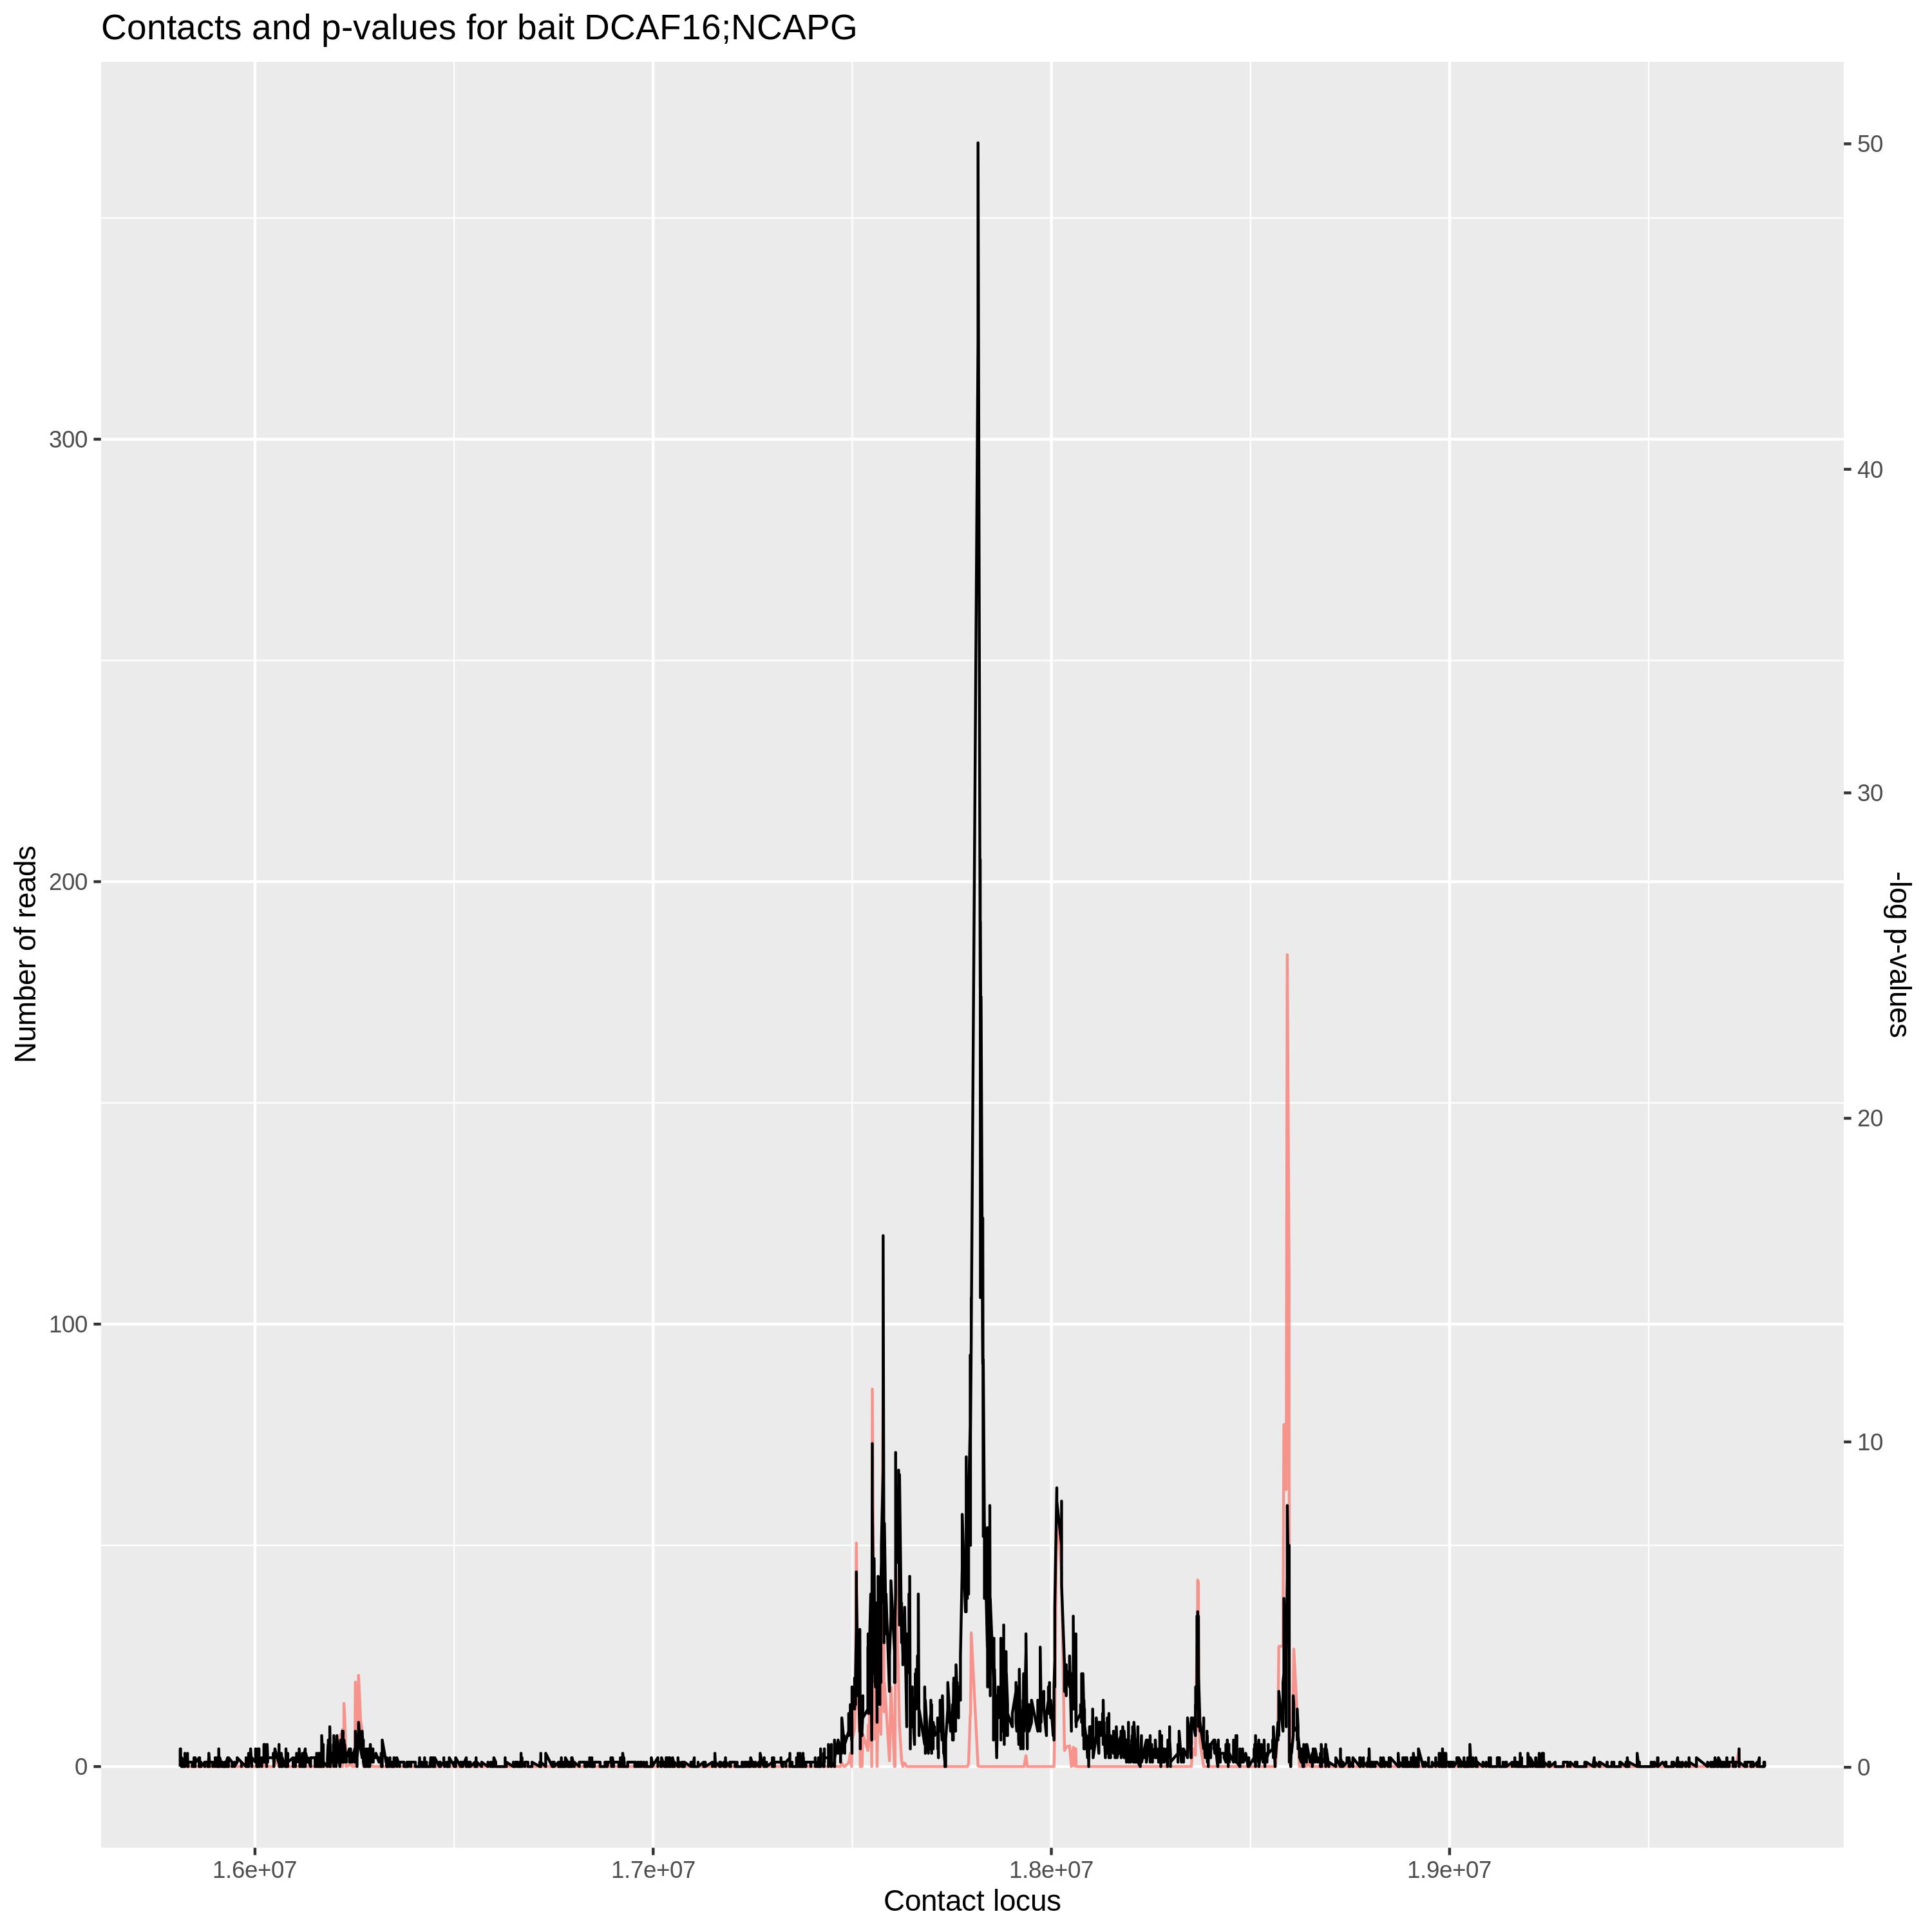 Contacts and p-values for bait DCAF16;NCAPG
Number of reads
300
200
100
0
50
40
30
20
10
0
-log p-values
1.6e+07
1.7e+07
1.8e+07
1.9e+07
Contact locus